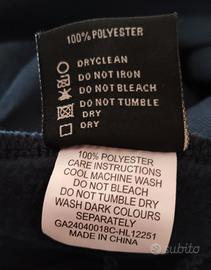 100% POLYESTER
DRYCLEAN
DO NOT IRON
DO NOT BLEACH
DO NOT TUMBLE
DRY
DRY
100% POLYESTER
CARE INSTRUCTIONS
COOL MACHINE WASH
DO NOT BLEACH
DO NOT TUMBLE DRY
WASH DARK COLOURS
SEPARATELY
GA24040018C-HL12251
MADE IN CHINA
subito